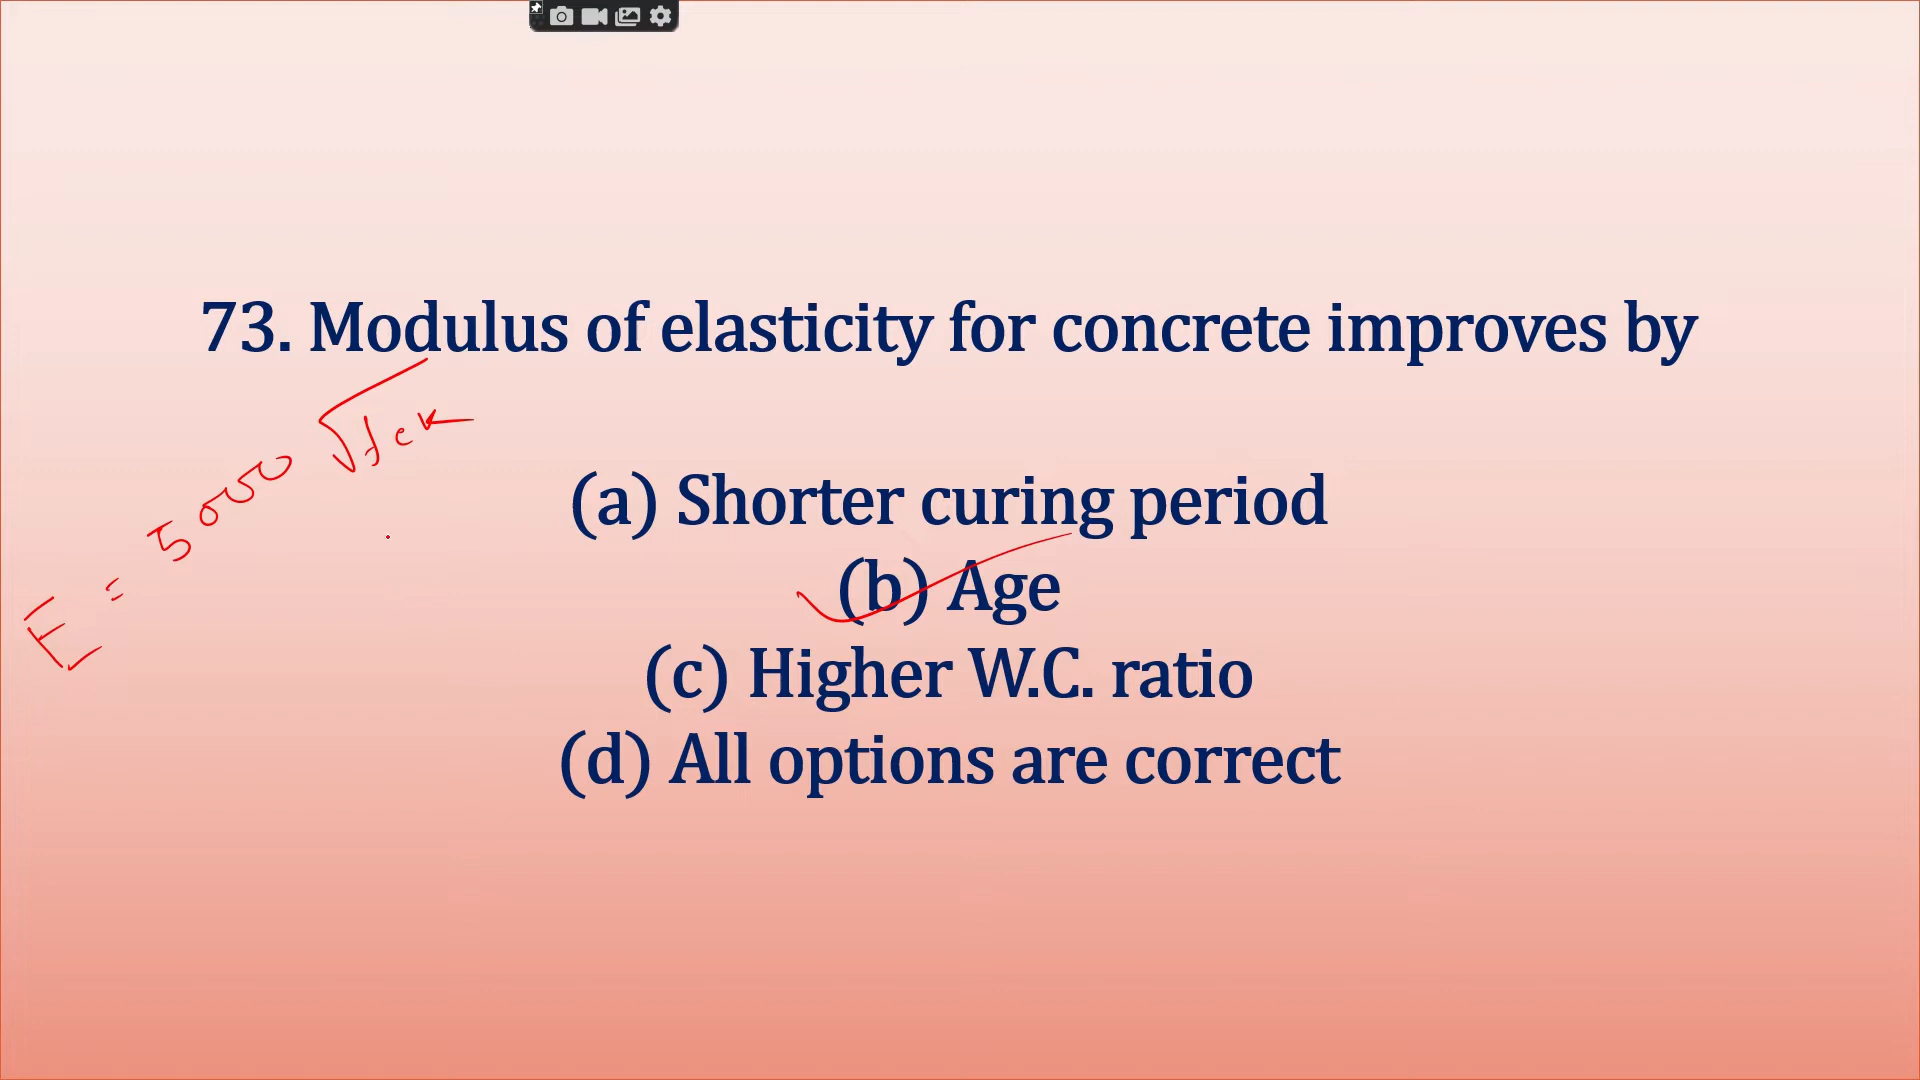 73. Modulus of elasticity for concrete improves by
E = 5000 √fck
(a) Shorter curing period
(b) Age
(c) Higher W.C. ratio
(d) All options are correct